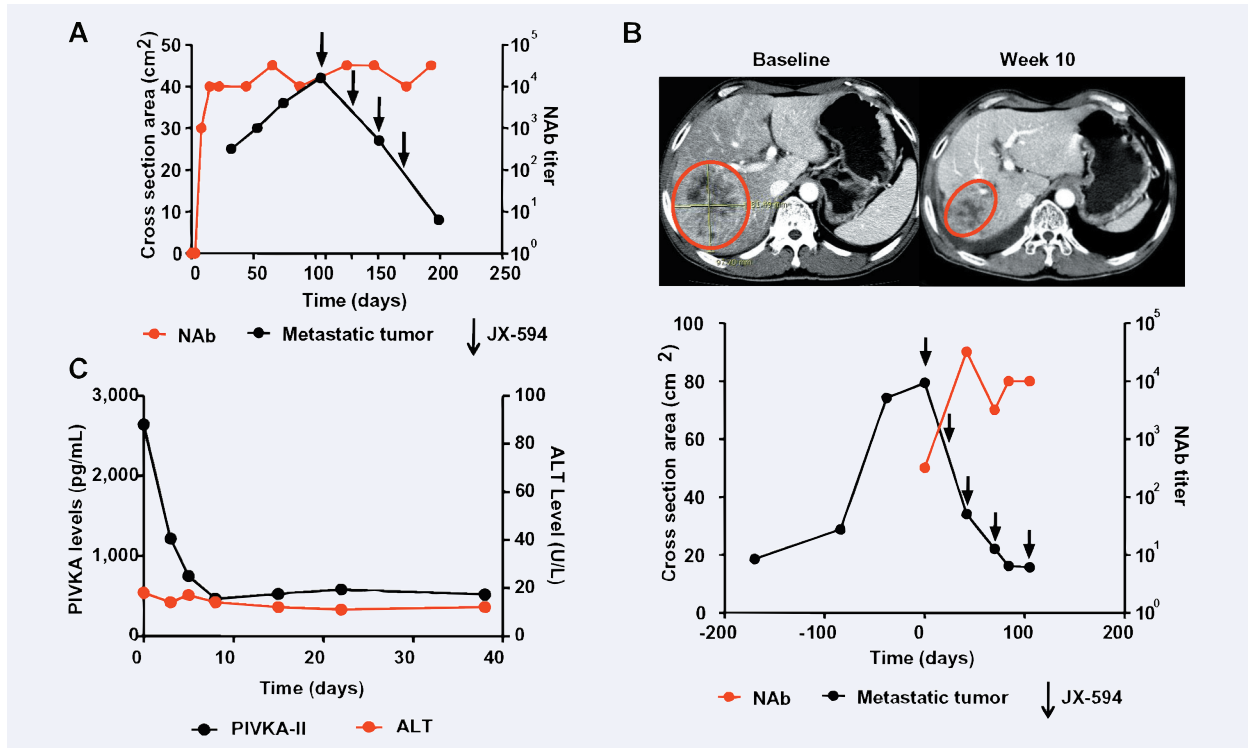 A
Cross section area (cm2)
50
40
30
20
10
0
10^5
10^4
10^3
10^2
10^1
10^0
NAb titer
0
50
100
150
200
250
Time (days)
NAb
Metastatic tumor
JX-594
B
Baseline
Week 10
Cross section area (cm 2)
100
80
60
40
20
0
10^5
10^4
10^3
10^2
10^1
10^0
NAb titer
-200
-100
0
100
200
Time (days)
NAb
Metastatic tumor
JX-594
C
PIVKA levels (pg/mL)
3,000
2,000
1,000
0
100
80
60
40
20
0
ALT Level (U/L)
0
10
20
30
40
Time (days)
PIVKA-II
ALT